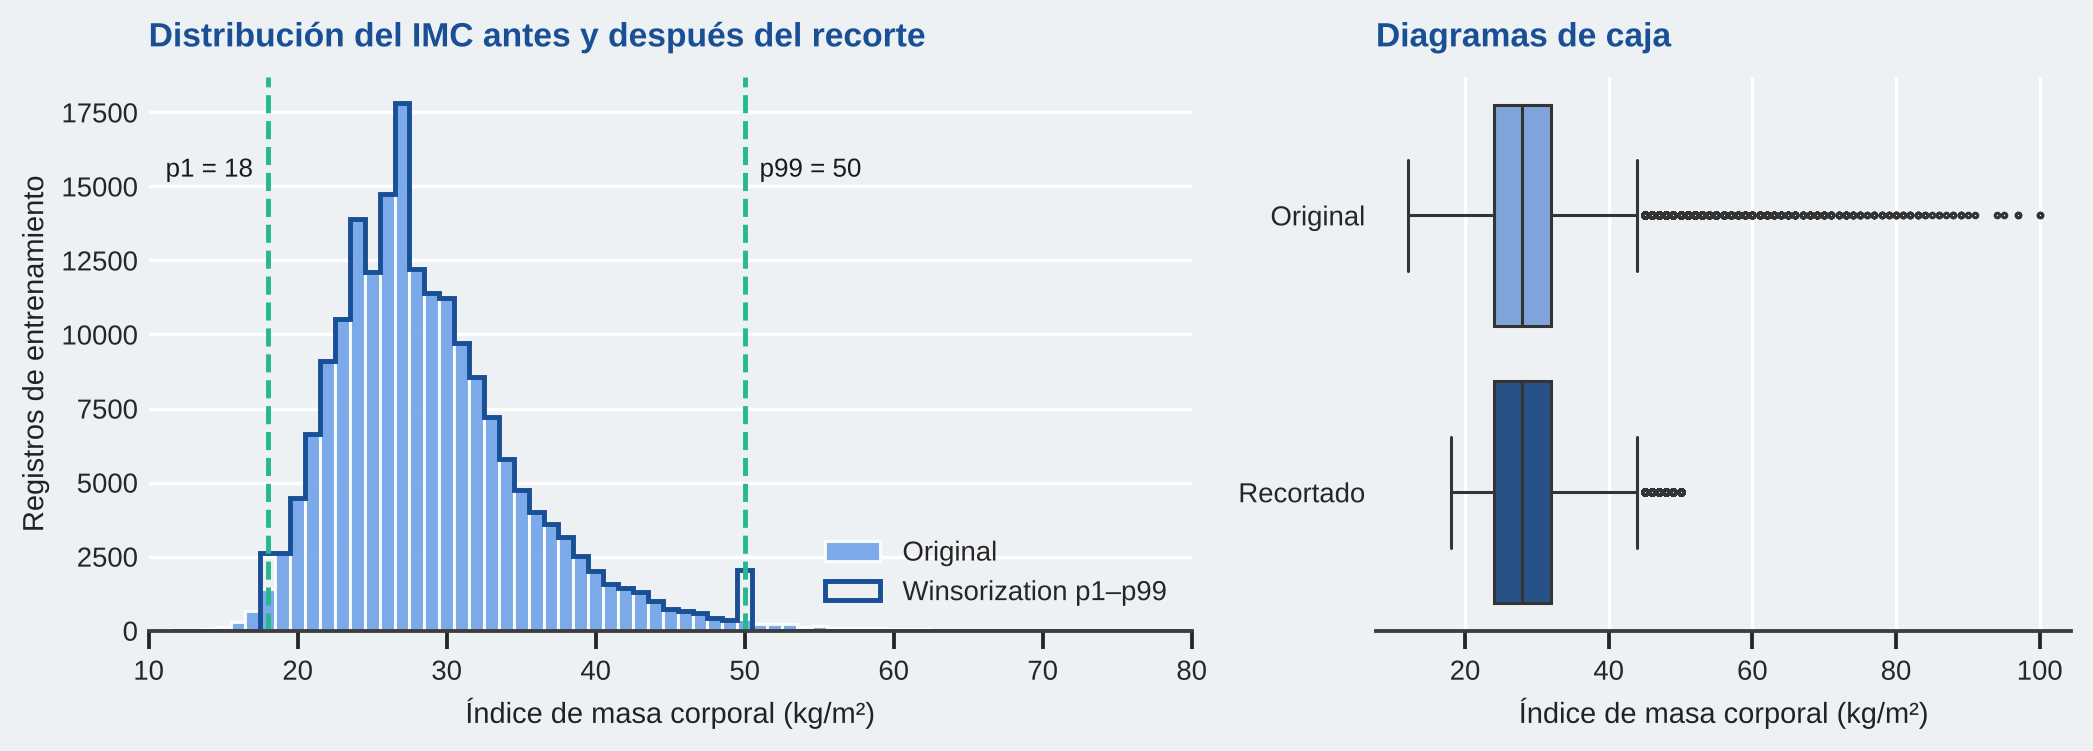 Distribución del IMC antes y después del recorte
Registros de entrenamiento
17500
15000
12500
10000
7500
5000
2500
0
p1 = 18
p99 = 50
Original
Winsorization p1–p99
10 20 30 40 50 60 70 80
Índice de masa corporal (kg/m²)
Diagramas de caja
Original
Recortado
20 40 60 80 100
Índice de masa corporal (kg/m²)